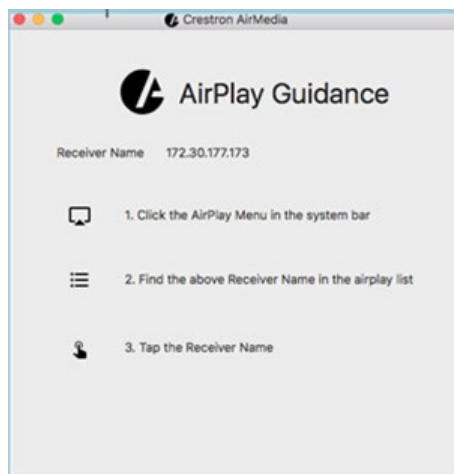 Crestron AirMedia
AirPlay Guidance
Receiver Name 172.30.177.173
1. Click the AirPlay Menu in the system bar
2. Find the above Receiver Name in the airplay list
3. Tap the Receiver Name